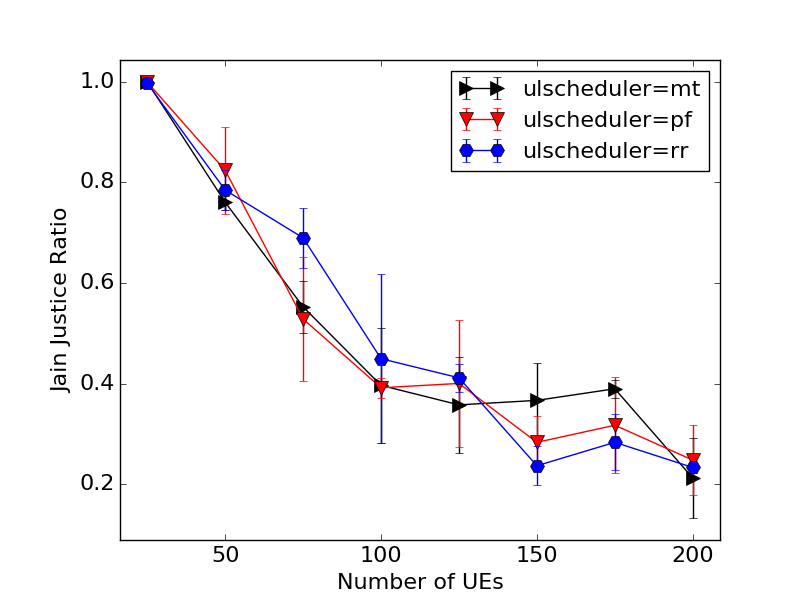 ulscheduler=mt
ulscheduler=pf
ulscheduler=rr
Jain Justice Ratio
1.0
0.8
0.6
0.4
0.2
50 100 150 200
Number of UEs